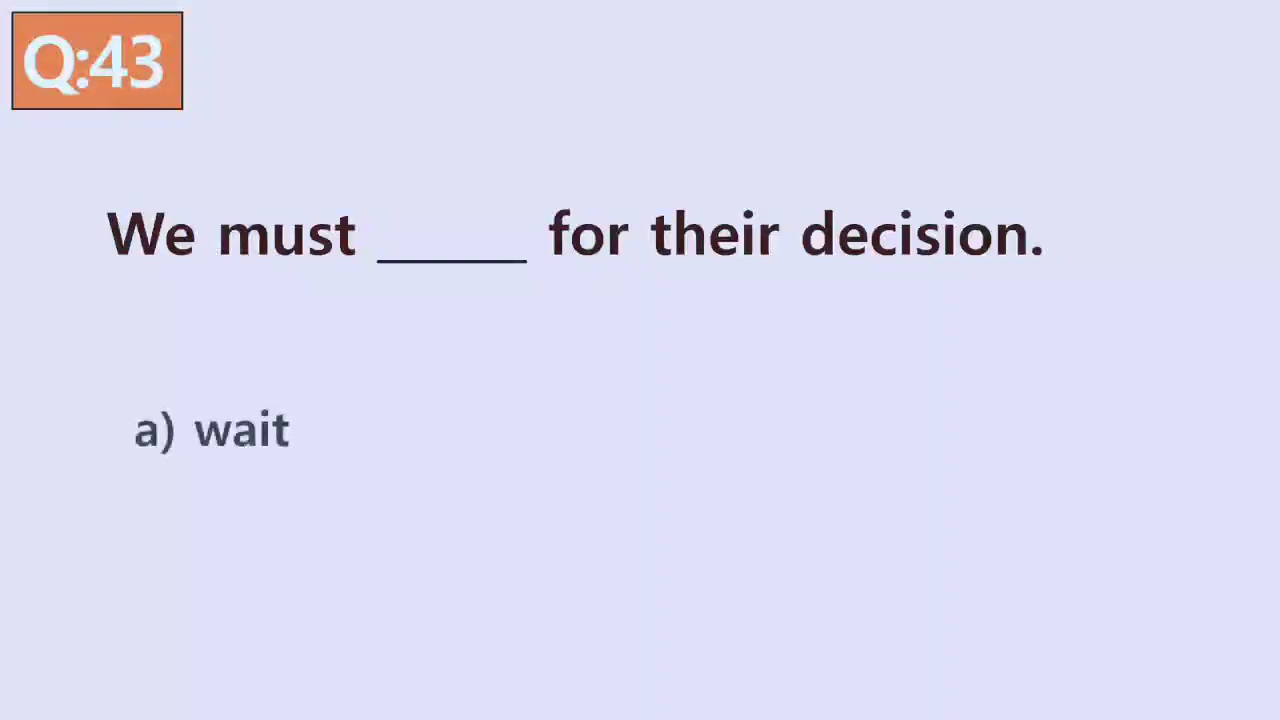 Q:43
We must _____ for their decision.
a) wait